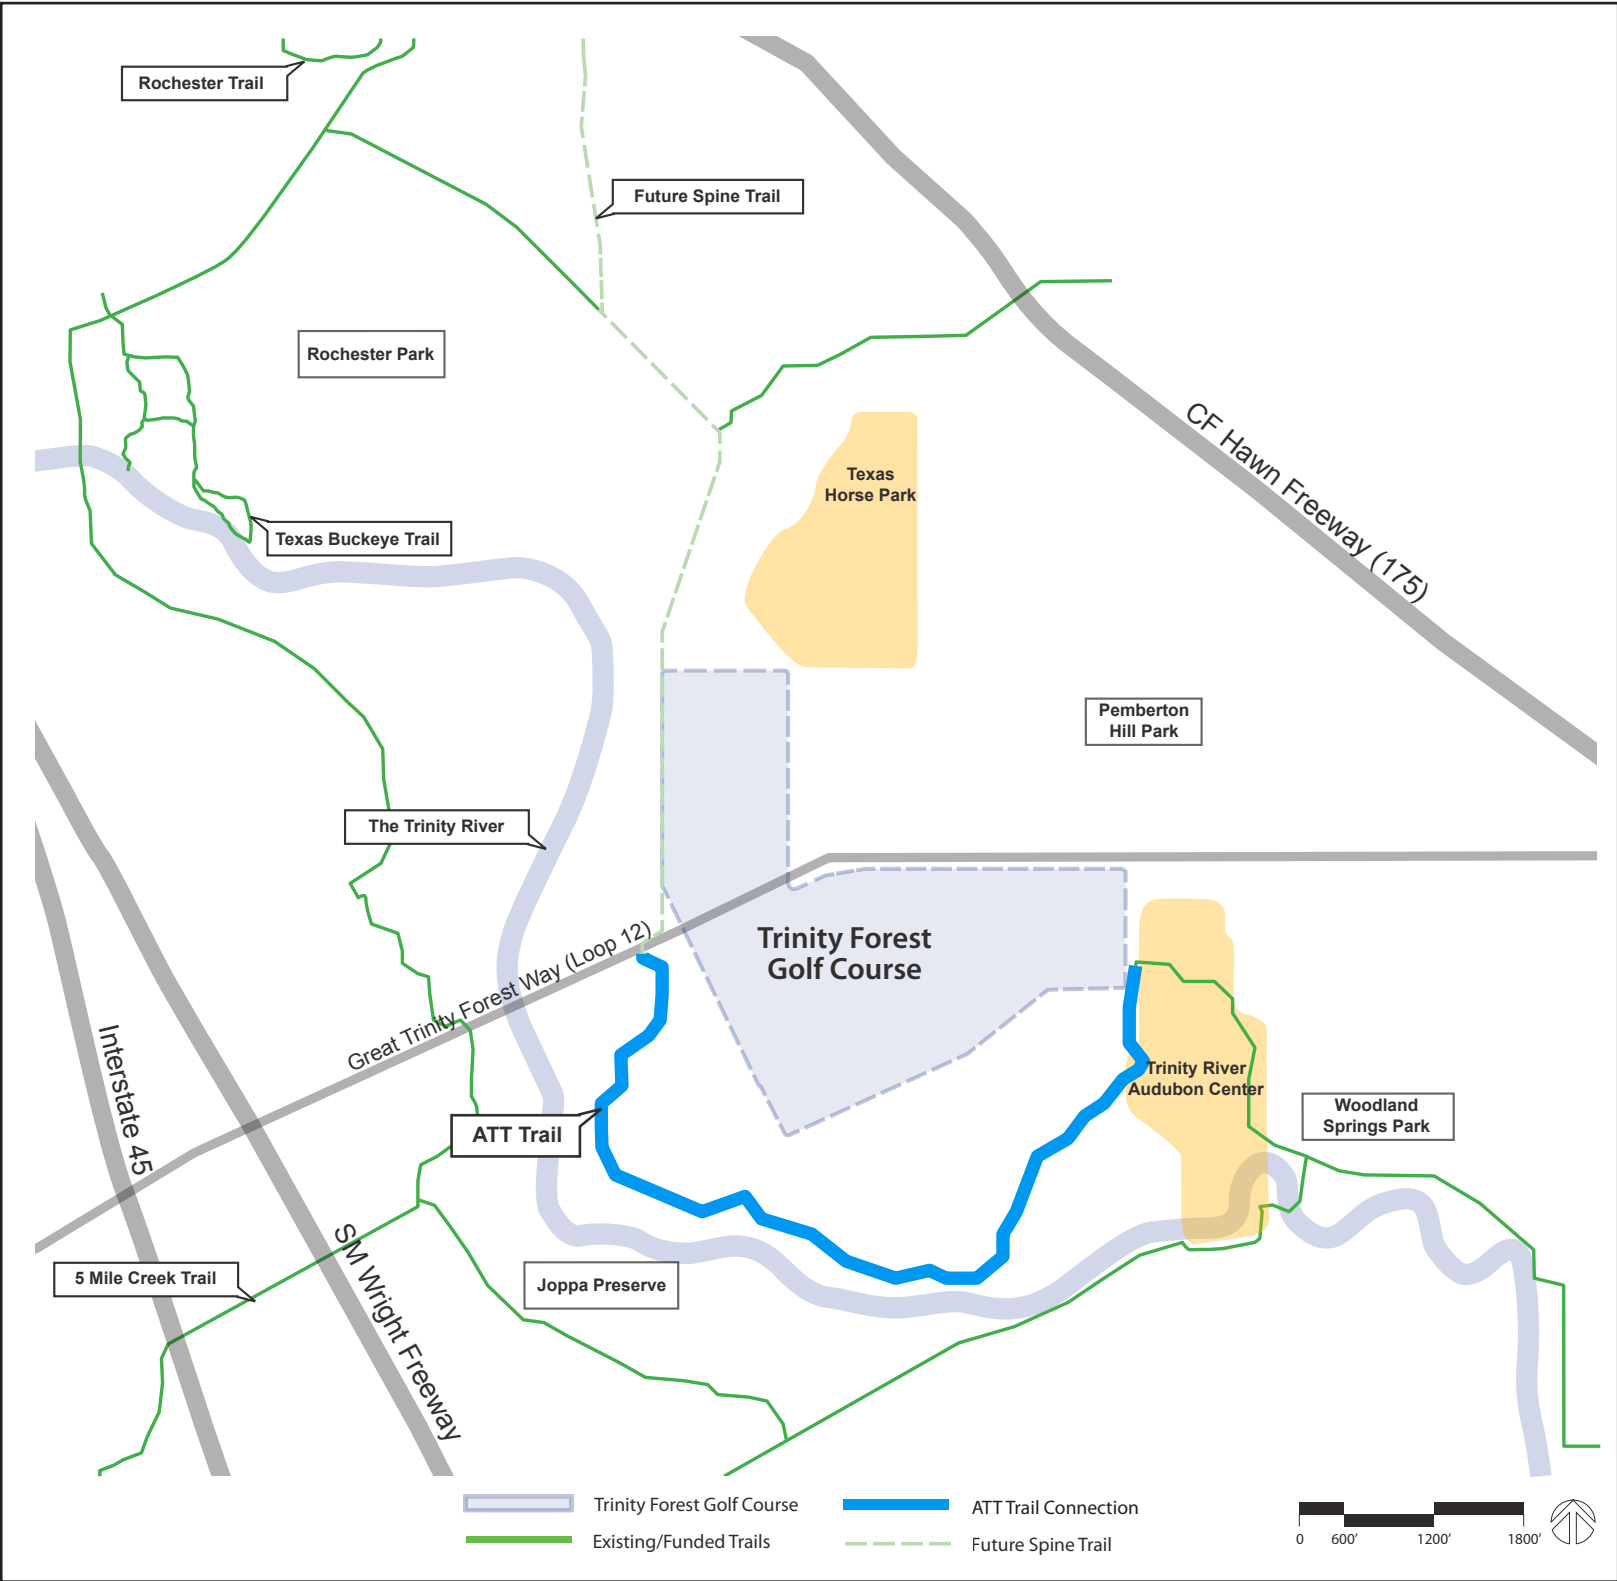 Rochester Trail
Future Spine Trail
Rochester Park
CF Hawn Freeway (175)
Texas
Horse Park
Texas Buckeye Trail
Pemberton
Hill Park
The Trinity River
Great Trinity Forest Way (Loop 12)
Trinity Forest
Golf Course
Interstate 45
Trinity River
Audubon Center
Woodland
Springs Park
ATT Trail
SM Wright Freeway
5 Mile Creek Trail
Joppa Preserve
Trinity Forest Golf Course
ATT Trail Connection
Existing/Funded Trails
Future Spine Trail
0 600' 1200' 1800'